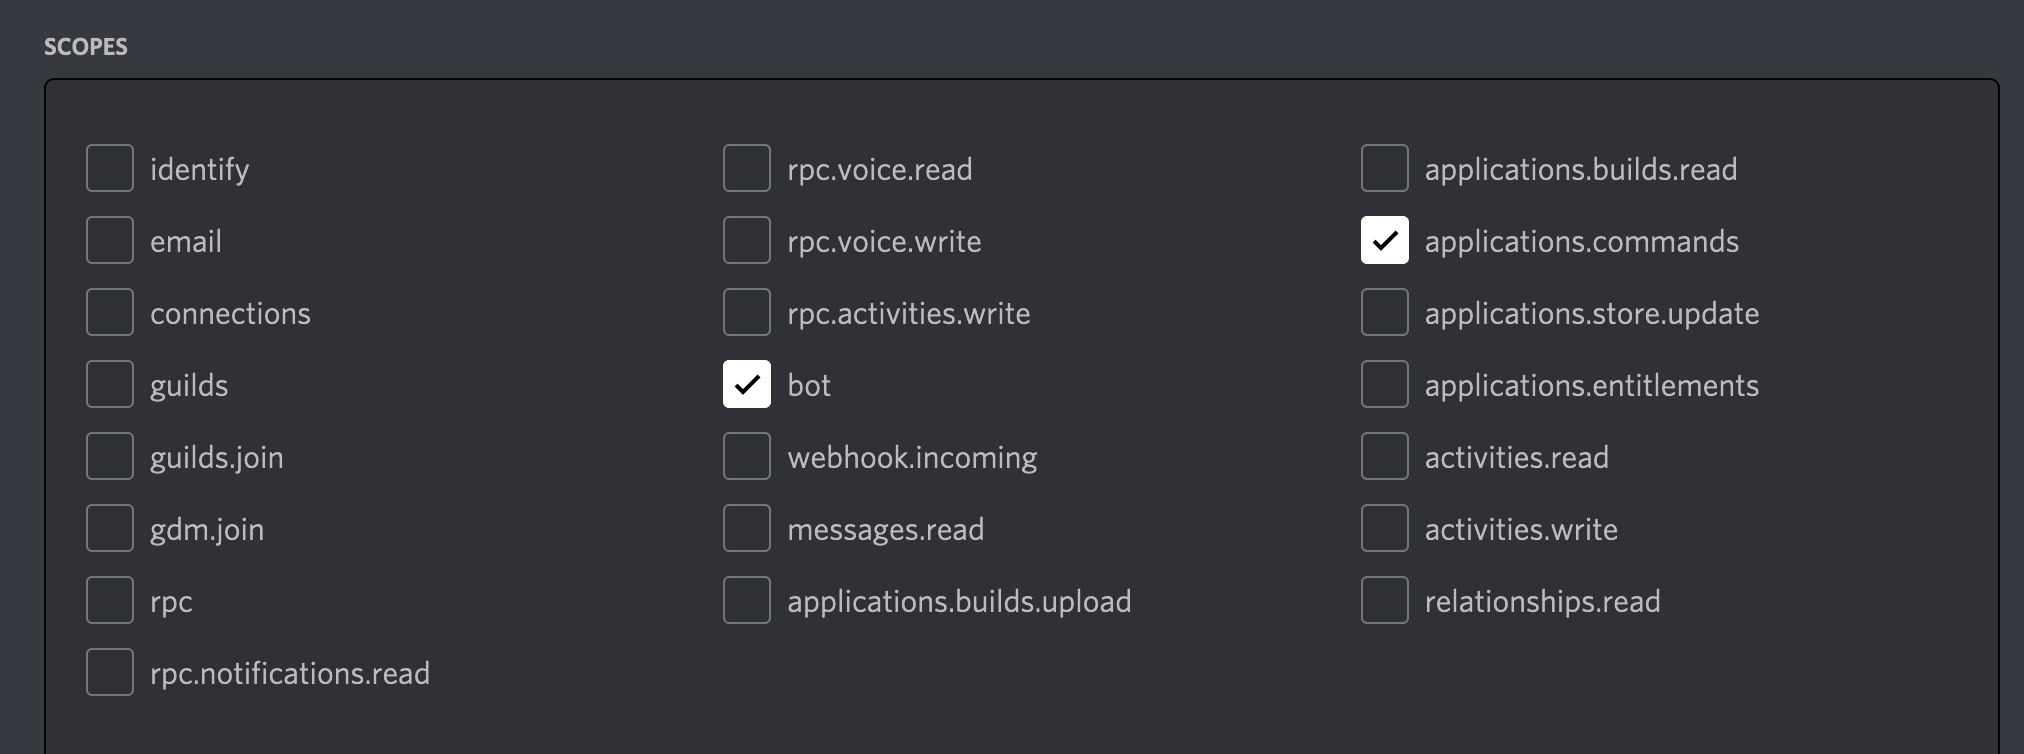 SCOPES
identify
email
connections
guilds
guilds.join
gdm.join
rpc
rpc.notifications.read
rpc.voice.read
rpc.voice.write
rpc.activities.write
bot
webhook.incoming
messages.read
applications.builds.upload
applications.builds.read
applications.commands
applications.store.update
applications.entitlements
activities.read
activities.write
relationships.read